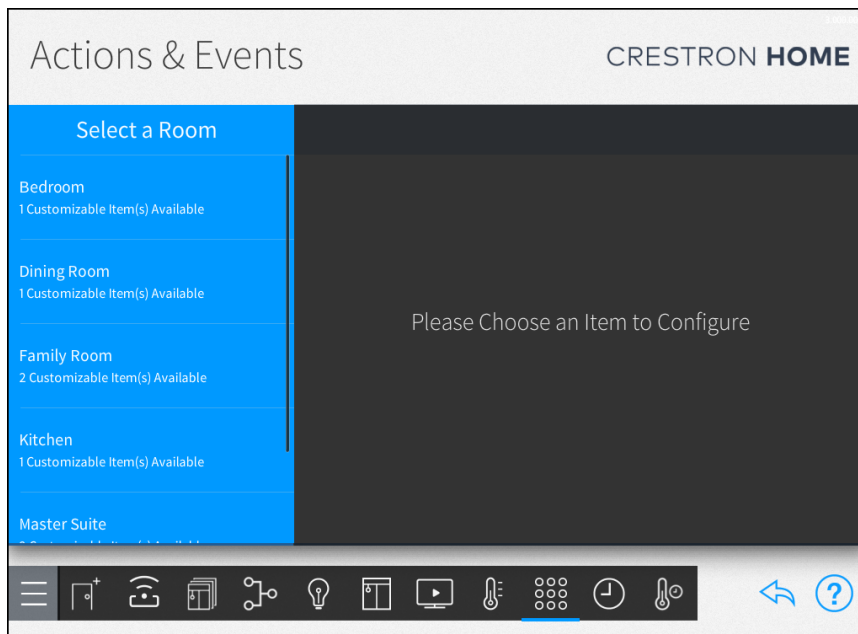 Actions & Events
CRESTRON HOME
Select a Room
Please Choose an Item to Configure
Bedroom
1 Customizable Item(s) Available
Dining Room
1 Customizable Item(s) Available
Family Room
2 Customizable Item(s) Available
Kitchen
1 Customizable Item(s) Available
Master Suite
?